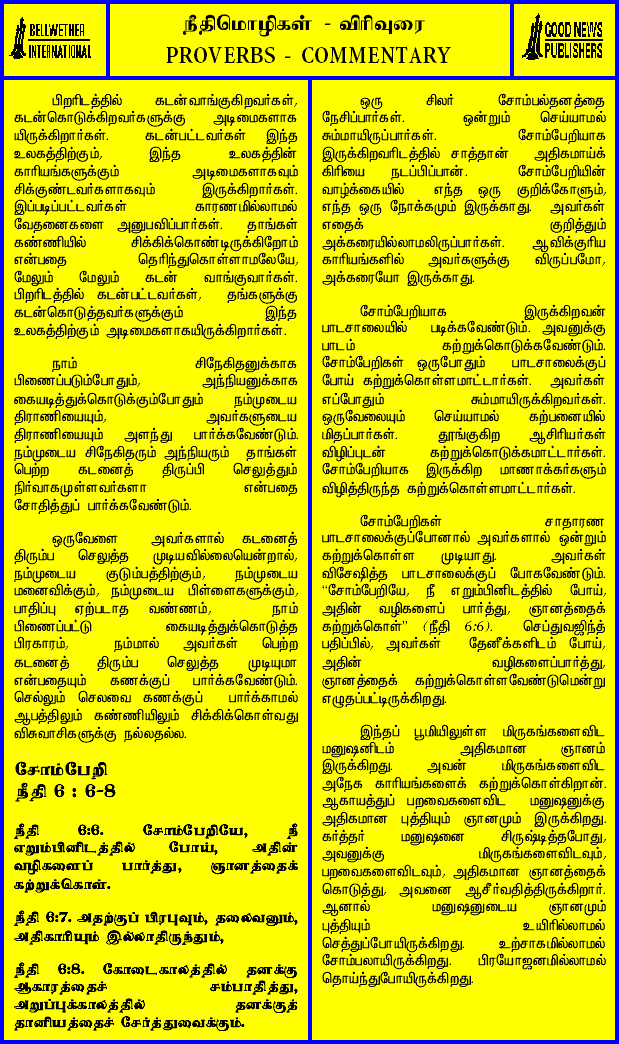 BELLWETHER
INTERNATIONAL
நீதிமொழிகள் - விரிவுரை
PROVERBS - COMMENTARY
GOOD NEWS
PUBLISHERS
பிறரிடத்தில் கடன்வாங்குகிறவர்கள்,
கடன்கொடுக்கிறவர்களுக்கு அடிமைகளாக
யிருக்கிறார்கள். கடன்பட்டவர்கள் இந்த
உலகத்திற்கும், இந்த உலகத்தின்
காரியங்களுக்கும் அடிமைகளாகவும்
சிக்குண்டவர்களாகவும் இருக்கிறார்கள்.
இப்படிப்பட்டவர்கள் காரணமில்லாமல்
வேதனைகளை அனுபவிப்பார்கள். தாங்கள்
கண்ணியில் சிக்கிக்கொண்டிருக்கிறோம்
என்பதை தெரிந்துகொள்ளாமலேயே,
மேலும் மேலும் கடன் வாங்குவார்கள்.
பிறரிடத்தில் கடன்பட்டவர்கள், தங்களுக்கு
கடன்கொடுத்தவர்களுக்கும் இந்த
உலகத்திற்கும் அடிமைகளாகயிருக்கிறார்கள்.
நாம் சிநேகிதனுக்காக
பிணைப்படும்போதும், அந்நியனுக்காக
கையடித்துக்கொடுக்கும்போதும் நம்முடைய
திராணியையும், அவர்களுடைய
திராணியையும் அளந்து பார்க்கவேண்டும்.
நம்முடைய சிநேகிதரும் அந்நியரும் தாங்கள்
பெற்ற கடனைத் திருப்பி செலுத்தும்
நிர்வாகமுள்ளவர்களா என்பதை
சோதித்துப் பார்க்கவேண்டும்.
ஒருவேளை அவர்களால் கடனைத்
திரும்ப செலுத்த முடியவில்லையென்றால்,
நம்முடைய குடும்பத்திற்கும், நம்முடைய
மனைவிக்கும், நம்முடைய பிள்ளைகளுக்கும்,
பாதிப்பு ஏற்படாத வண்ணம், நாம்
பிணைப்பட்டு கையடித்துக்கொடுத்த
பிரகாரம், நம்மால் அவர்கள் பெற்ற
கடனைத் திரும்ப செலுத்த முடியுமா
என்பதையும் கணக்குப் பார்க்கவேண்டும்.
செல்லும் செலவை கணக்குப் பார்க்காமல்
ஆபத்திலும் கண்ணியிலும் சிக்கிக்கொள்வது
விசுவாசிகளுக்கு நல்லதல்ல.
சோம்பேறி
நீதி 6 : 6-8
நீதி 6:6. சோம்பேறியே, நீ
எறும்பினிடத்தில் போய், அதின்
வழிகளைப் பார்த்து, ஞானத்தைக்
கற்றுக்கொள்.
நீதி 6:7. அதற்குப் பிரபுவும், தலைவனும்,
அதிகாரியும் இல்லாதிருந்தும்,
நீதி 6:8. கோடைகாலத்தில் தனக்கு
ஆகாரத்தைச் சம்பாதித்து,
அறுப்புக்காலத்தில் தனக்குத்
தானியத்தைச் சேர்த்துவைக்கும்.
ஒரு சிலர் சோம்பல்தனத்தை
நேசிப்பார்கள். ஒன்றும் செய்யாமல்
சும்மாயிருப்பார்கள். சோம்பேறியாக
இருக்கிறவரிடத்தில் சாத்தான் அதிகமாய்க்
கிரியை நடப்பிப்பான். சோம்பேறியின்
வாழ்க்கையில் எந்த ஒரு குறிக்கோளும்,
எந்த ஒரு நோக்கமும் இருக்காது. அவர்கள்
எதைக் குறித்தும்
அக்கரையில்லாமலிருப்பார்கள். ஆவிக்குரிய
காரியங்களில் அவர்களுக்கு விருப்பமோ,
அக்கரையோ இருக்காது.
சோம்பேறியாக இருக்கிறவன்
பாடசாலையில் படிக்கவேண்டும். அவனுக்கு
பாடம் கற்றுக்கொடுக்கவேண்டும்.
சோம்பேறிகள் ஒருபோதும் பாடசாலைக்குப்
போய் கற்றுக்கொள்ளமாட்டார்கள். அவர்கள்
எப்போதும் சும்மாயிருக்கிறவர்கள்.
ஒருவேலையும் செய்யாமல் கற்பனையில்
மிதப்பார்கள். தூங்குகிற ஆசிரியர்கள்
விழிப்புடன் கற்றுக்கொடுக்கமாட்டார்கள்.
சோம்பேறியாக இருக்கிற மாணாக்கர்களும்
விழித்திருந்த கற்றுக்கொள்ளமாட்டார்கள்.
சோம்பேறிகள் சாதாரண
பாடசாலைக்குப்போனால் அவர்களால் ஒன்றும்
கற்றுக்கொள்ள முடியாது. அவர்கள்
விசேஷித்த பாடசாலைக்குப் போகவேண்டும்.
“சோம்பேறியே, நீ எறும்பினிடத்தில் போய்,
அதின் வழிகளைப் பார்த்து, ஞானத்தைக்
கற்றுக்கொள்” (நீதி 6:6). செப்துவஜிந்த்
பதிப்பில், அவர்கள் தேனீக்களிடம் போய்,
அதின் வழிகளைப்பார்த்து,
ஞானத்தைக் கற்றுக்கொள்ளவேண்டுமென்று
எழுதப்பட்டிருக்கிறது.
இந்தப் பூமியிலுள்ள மிருகங்களைவிட
மனுஷனிடம் அதிகமான ஞானம்
இருக்கிறது. அவன் மிருகங்களைவிட
அநேக காரியங்களைக் கற்றுக்கொள்கிறான்.
ஆகாயத்துப் பறவைகளைவிட மனுஷனுக்கு
அதிகமான புத்தியும் ஞானமும் இருக்கிறது.
கர்த்தர் மனுஷனை சிருஷ்டித்தபோது,
அவனுக்கு மிருகங்களைவிடவும்,
பறவைகளைவிடவும், அதிகமான ஞானத்தைக்
கொடுத்து, அவனை ஆசீர்வதித்திருக்கிறார்.
ஆனால் மனுஷனுடைய ஞானமும்
புத்தியும் உயிரில்லாமல்
செத்துப்போயிருக்கிறது. உற்சாகமில்லாமல்
சோம்பலாயிருக்கிறது. பிரயோஜனமில்லாமல்
தொய்ந்துபோயிருக்கிறது.